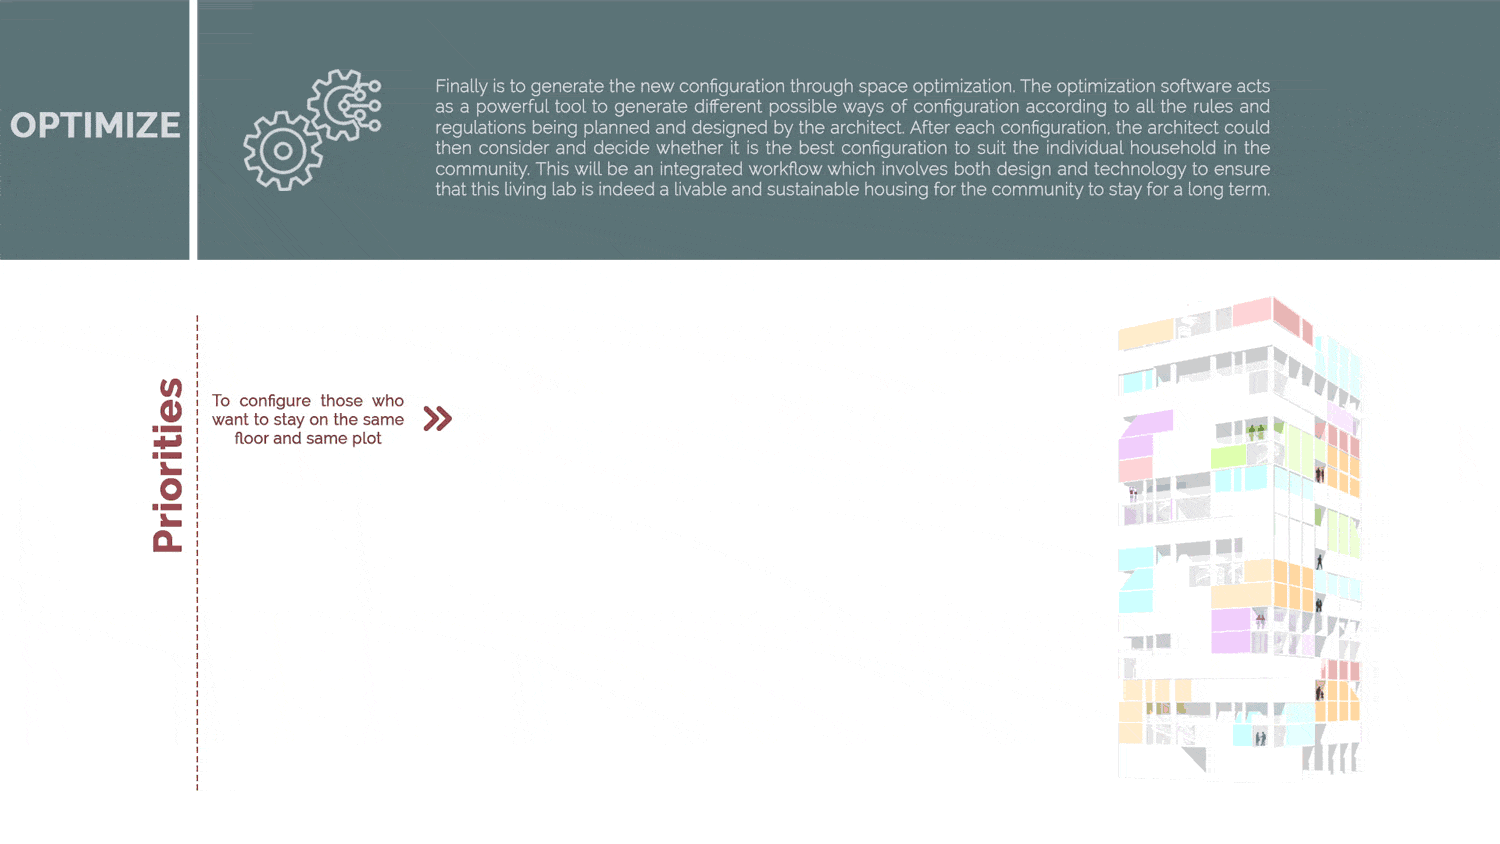 OPTIMIZE
Finally is to generate the new configuration through space optimization. The optimization software acts
as a powerful tool to generate different possible ways of configuration according to all the rules and
regulations being planned and designed by the architect. After each configuration, the architect could
then consider and decide whether it is the best configuration to suit the individual household in the
community. This will be an integrated workflow which involves both design and technology to ensure
that this living lab is indeed a livable and sustainable housing for the community to stay for a long term.
Priorities
To configure those who
want to stay on the same
floor and same plot